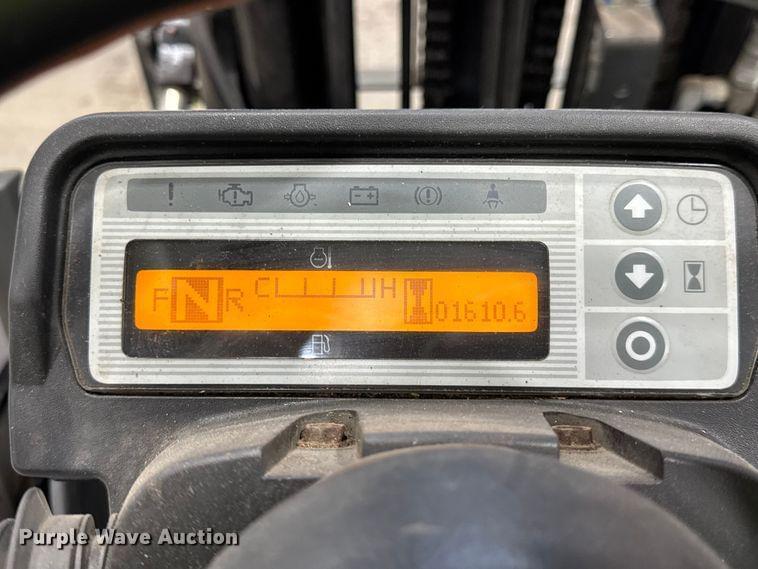 F N R C H 01610.6
Purple Wave Auction